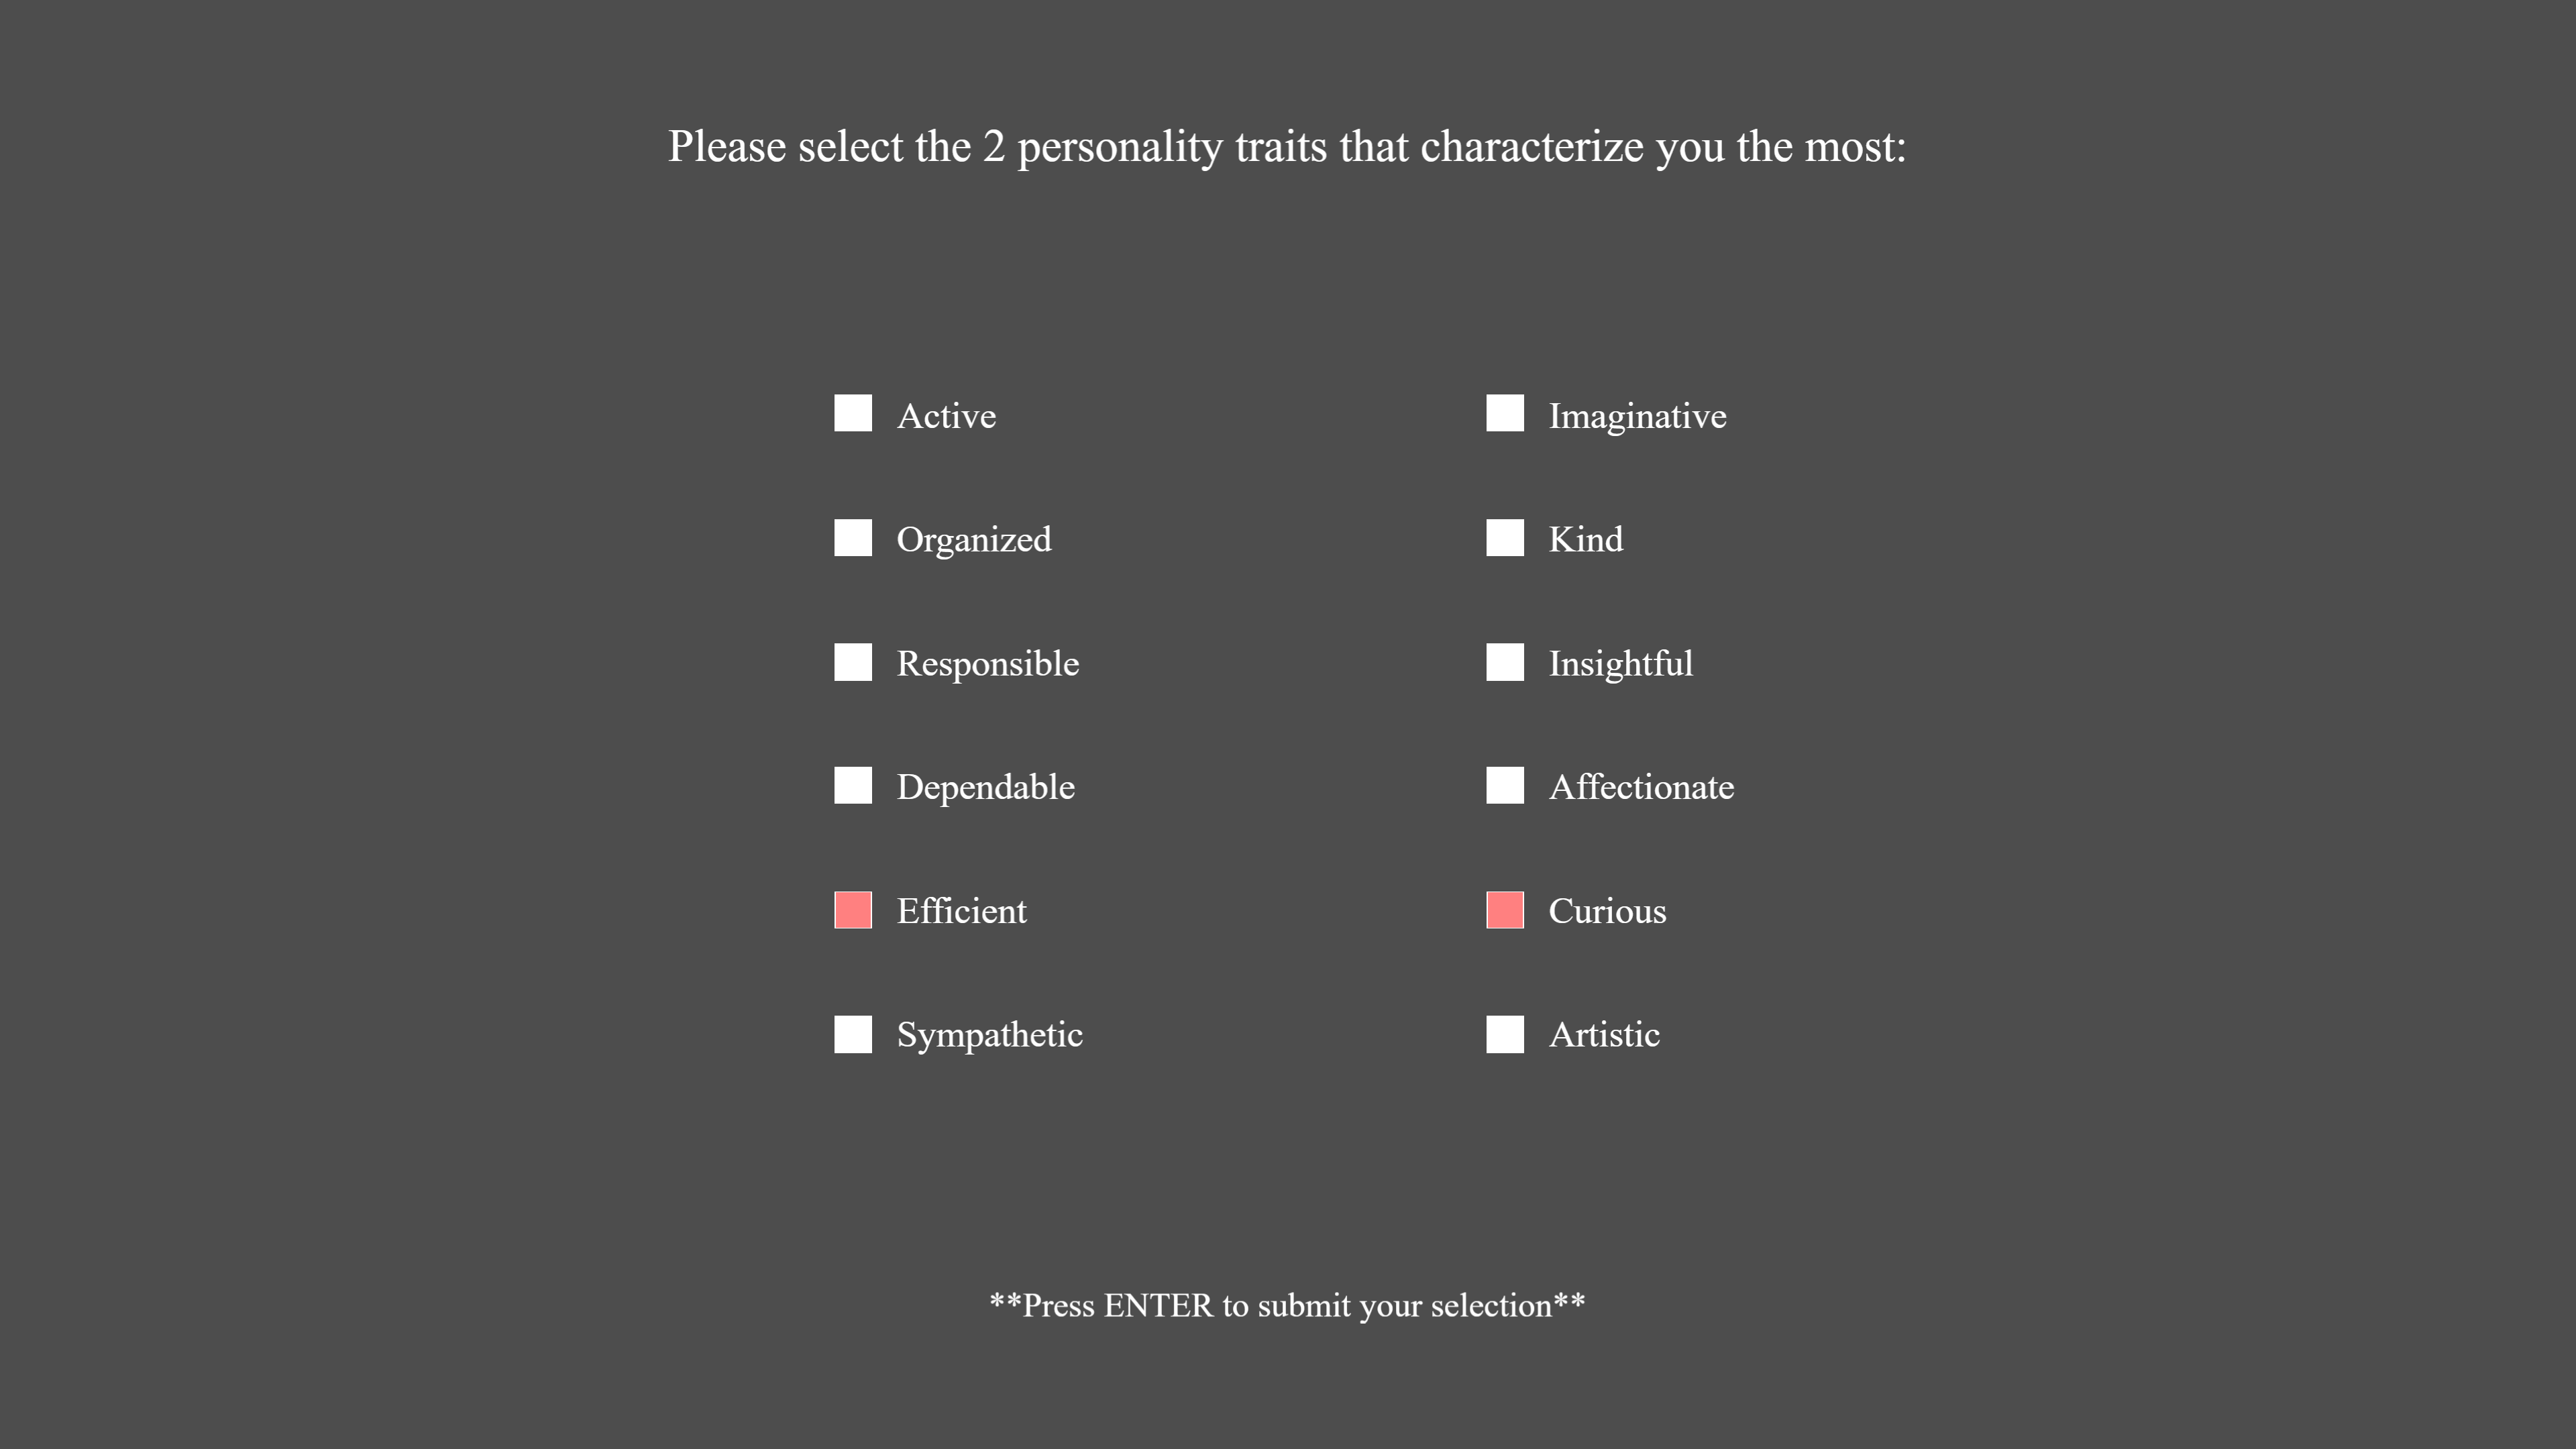 Please select the 2 personality traits that characterize you the most:
Active
Organized
Responsible
Dependable
Efficient
Sympathetic
Imaginative
Kind
Insightful
Affectionate
Curious
Artistic
**Press ENTER to submit your selection**